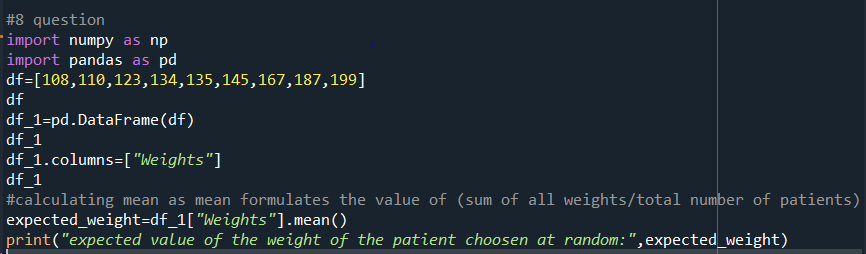 #8 question
import numpy as np
import pandas as pd
df=[108,110,123,134,135,145,167,187,199]
df
df_1=pd.DataFrame(df)
df_1
df_1.columns=["Weights"]
df_1
#calculating mean as mean formulates the value of (sum of all weights/total number of patients)
expected_weight=df_1["Weights"].mean()
print("expected value of the weight of the patient choosen at random:",expected_weight)